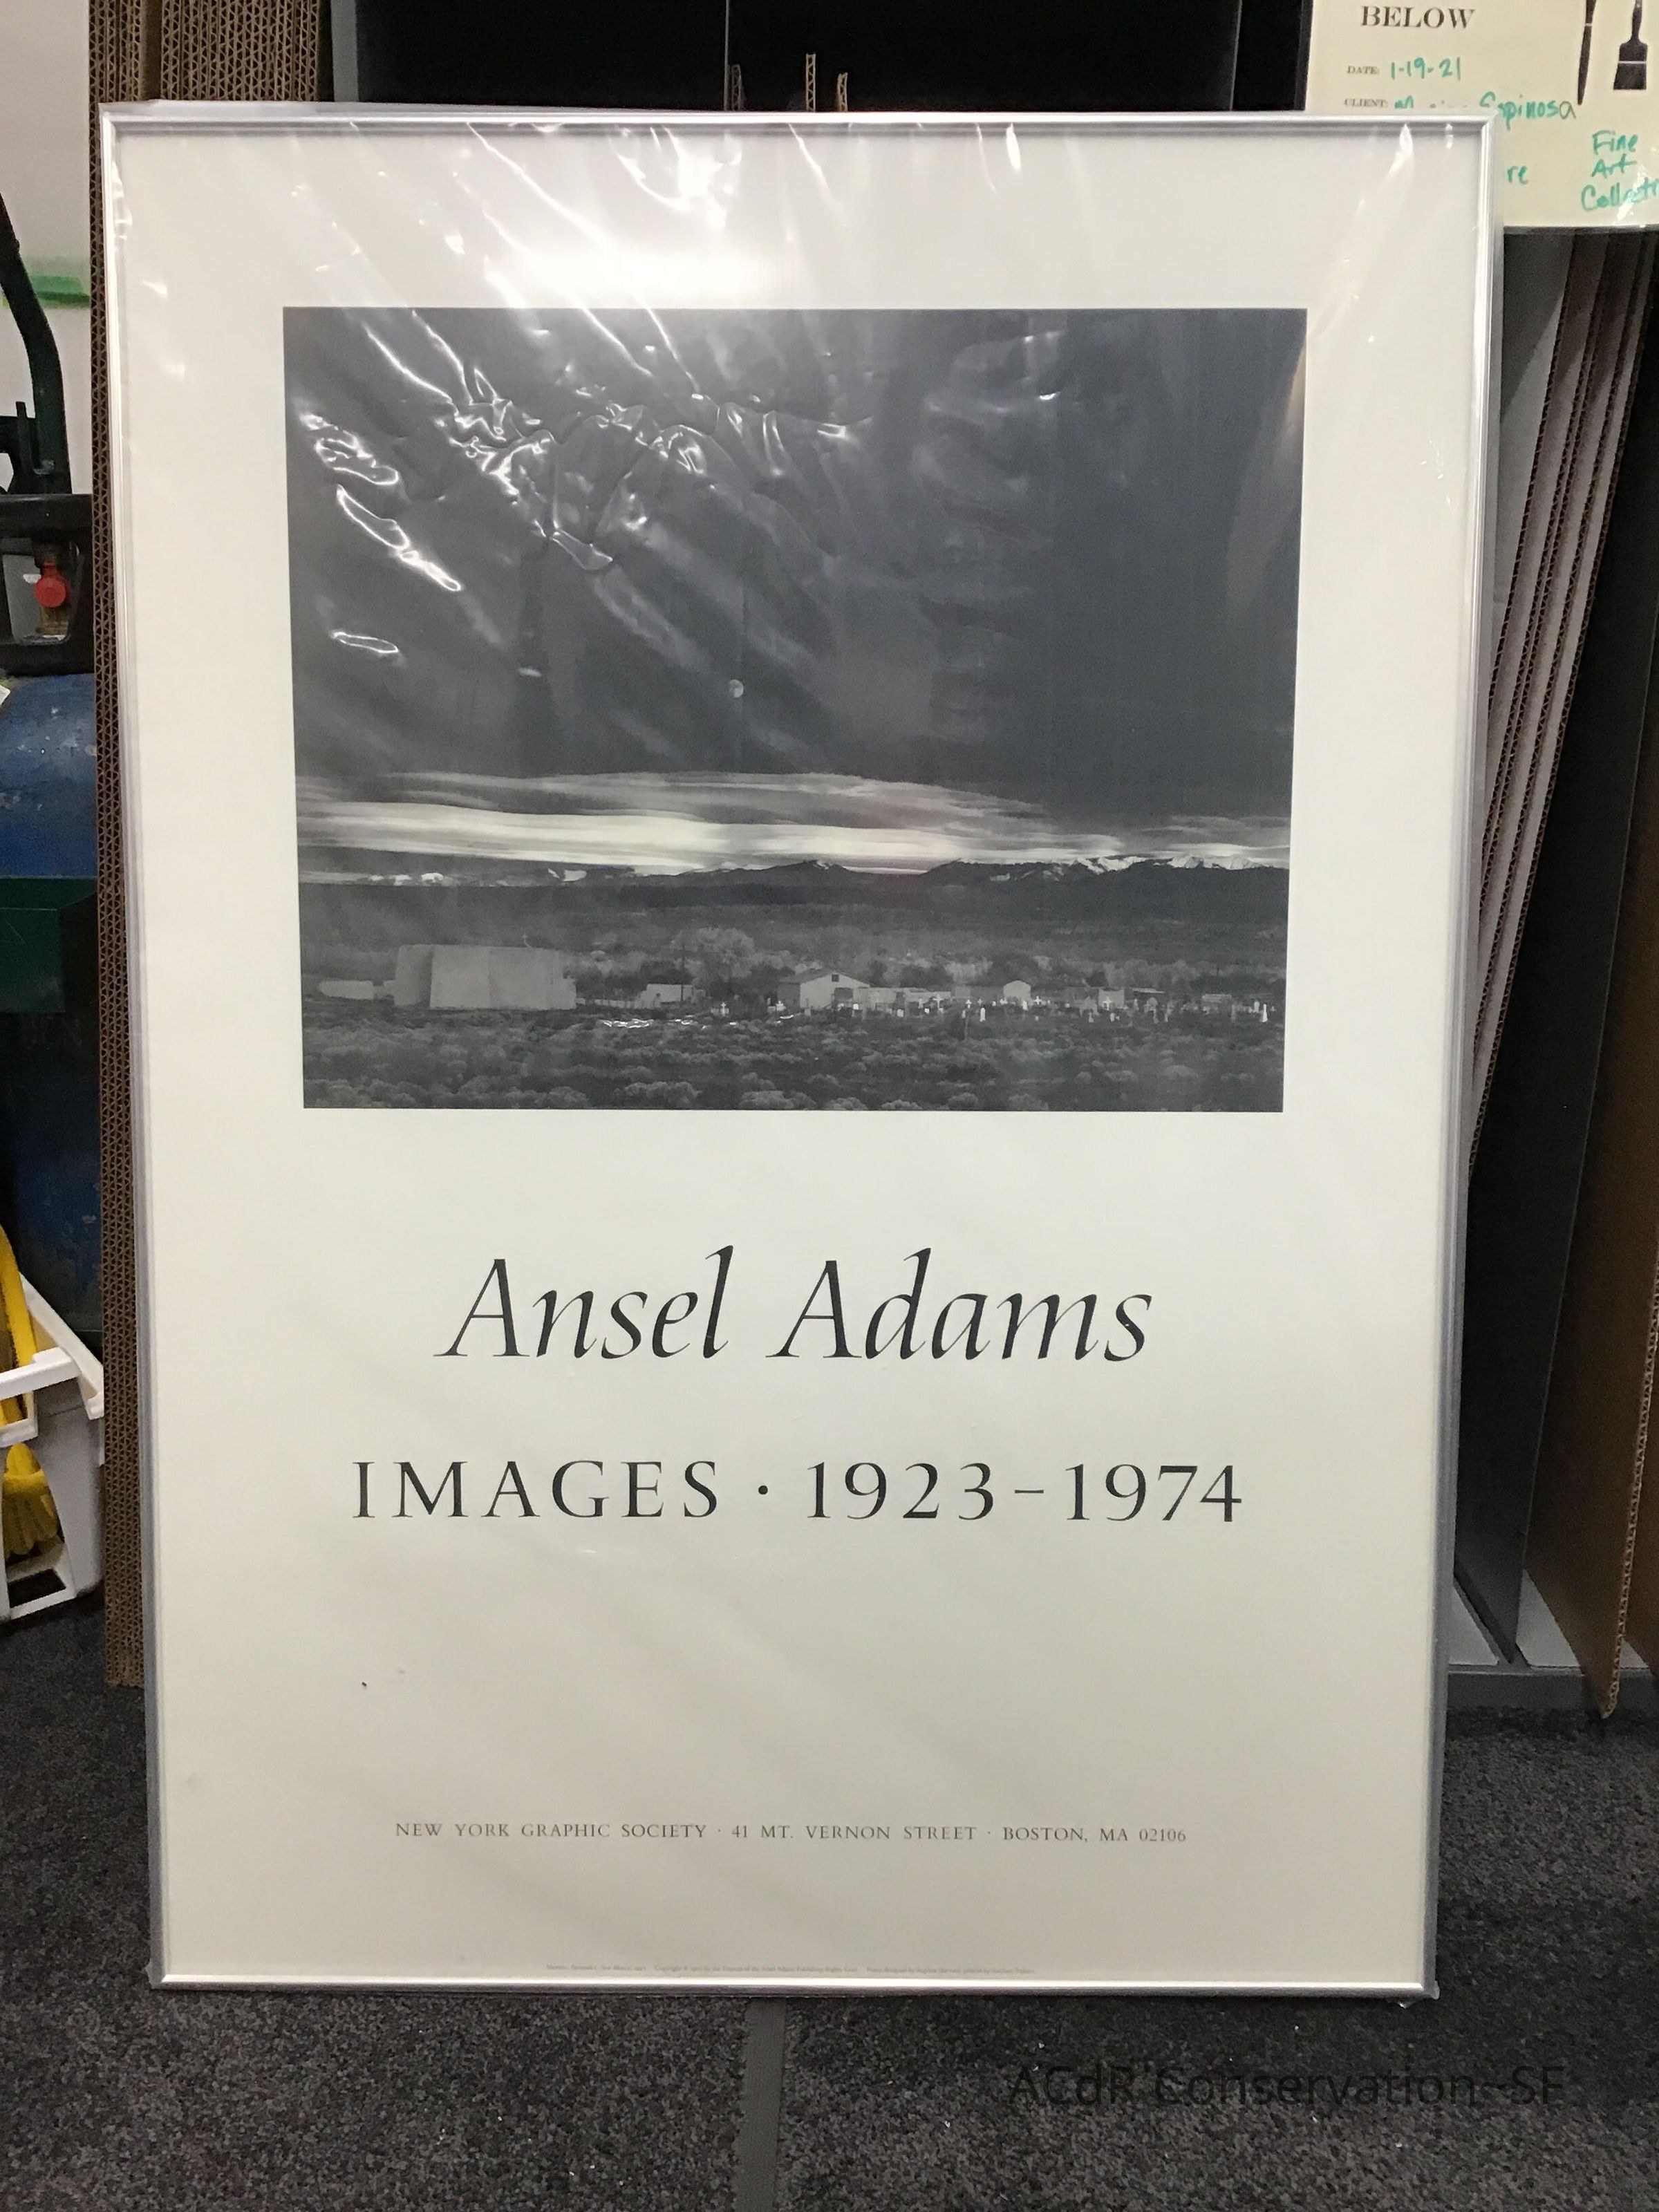 BELOW
DATE: 1-19-21
CLIENT: Espinosa
Fine
Art
re
Ansel Adams
IMAGES · 1923–1974
NEW YORK GRAPHIC SOCIETY · 41 MT. VERNON STREET · BOSTON, MA 02106
ACdR Conservation~SF